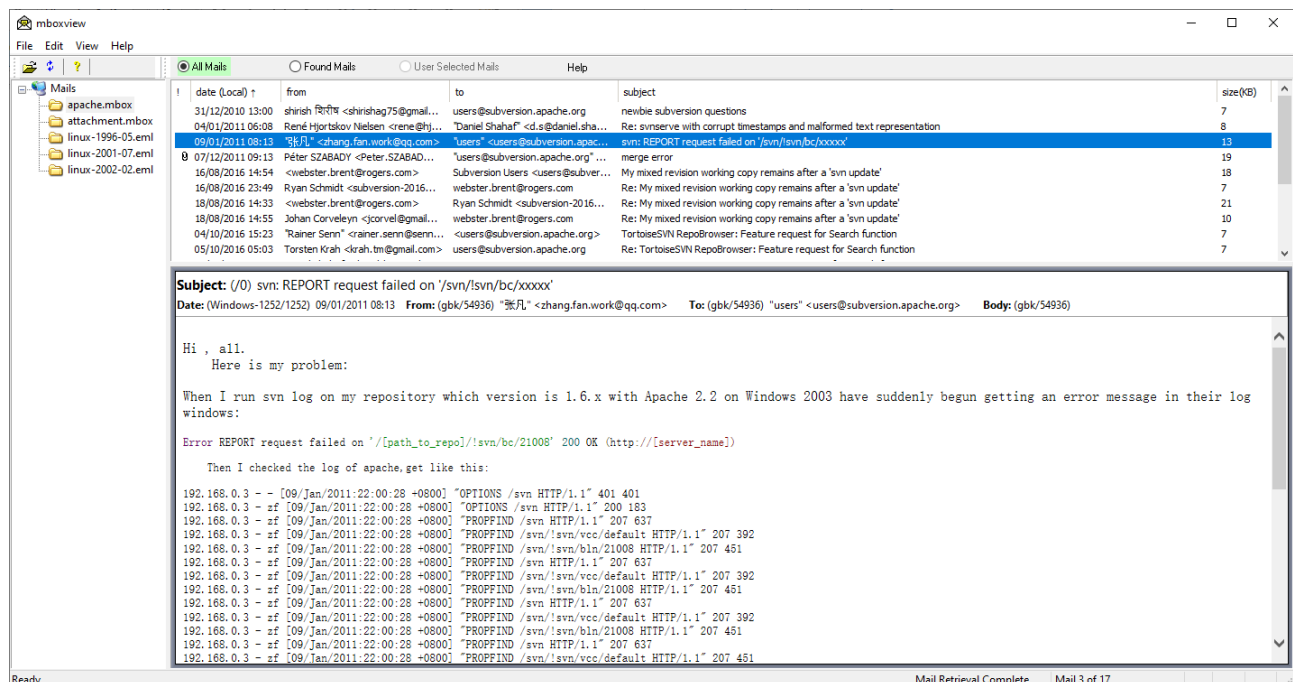 mboxview
File Edit View Help
All Mails Found Mails User Selected Mails Help
Mails
apache.mbox
attachment.mbox
linux-1996-05.eml
linux-2001-07.eml
linux-2002-02.eml
! date (Local) ↑ from to subject size(KB)
31/12/2010 13:00 shirish शिरीष <shirishag75@gmail... users@subversion.apache.org newbie subversion questions 7
04/01/2011 06:08 René Hjortskov Nielsen <rene@hj... "Daniel Shahaf" <d.s@daniel.sha... Re: svnserve with corrupt timestamps and malformed text representation 8
09/01/2011 08:13 "张凡" <zhang.fan.work@qq.com> "users" <users@subversion.apac... svn: REPORT request failed on '/svn/!svn/bc/xxxxx' 13
07/12/2011 09:13 Péter SZABADY <Peter.SZABAD... "users@subversion.apache.org" ... merge error 19
16/08/2016 14:54 <webster.brent@rogers.com> Subversion Users <users@subver... My mixed revision working copy remains after a 'svn update' 18
16/08/2016 23:49 Ryan Schmidt <subversion-2016... webster.brent@rogers.com Re: My mixed revision working copy remains after a 'svn update' 7
18/08/2016 14:33 <webster.brent@rogers.com> Ryan Schmidt <subversion-2016... Re: My mixed revision working copy remains after a 'svn update' 21
18/08/2016 14:55 Johan Corveleyn <jcorvel@gmail... webster.brent@rogers.com Re: My mixed revision working copy remains after a 'svn update' 10
04/10/2016 15:23 "Rainer Senn" <rainer.senn@senn... <users@subversion.apache.org> TortoiseSVN RepoBrowser: Feature request for Search function 7
05/10/2016 05:03 Torsten Krah <krah.tm@gmail.com> users@subversion.apache.org Re: TortoiseSVN RepoBrowser: Feature request for Search function 7
Subject: (/0) svn: REPORT request failed on '/svn/!svn/bc/xxxxx'
Date: (Windows-1252/1252) 09/01/2011 08:13 From: (gbk/54936) "张凡" <zhang.fan.work@qq.com> To: (gbk/54936) "users" <users@subversion.apache.org> Body: (gbk/54936)
Hi , all.
Here is my problem:
When I run svn log on my repository which version is 1.6.x with Apache 2.2 on Windows 2003 have suddenly begun getting an error message in their log
windows:
Error REPORT request failed on '/[path_to_repo]/!svn/bc/21008' 200 OK (http://[server_name])
Then I checked the log of apache,get like this:
192.168.0.3 - - [09/Jan/2011:22:00:28 +0800] "OPTIONS /svn HTTP/1.1" 401 401
192.168.0.3 - zf [09/Jan/2011:22:00:28 +0800] "OPTIONS /svn HTTP/1.1" 200 183
192.168.0.3 - zf [09/Jan/2011:22:00:28 +0800] "PROPFIND /svn HTTP/1.1" 207 637
192.168.0.3 - zf [09/Jan/2011:22:00:28 +0800] "PROPFIND /svn/!svn/vcc/default HTTP/1.1" 207 392
192.168.0.3 - zf [09/Jan/2011:22:00:28 +0800] "PROPFIND /svn/!svn/bln/21008 HTTP/1.1" 207 451
192.168.0.3 - zf [09/Jan/2011:22:00:28 +0800] "PROPFIND /svn HTTP/1.1" 207 637
192.168.0.3 - zf [09/Jan/2011:22:00:28 +0800] "PROPFIND /svn/!svn/vcc/default HTTP/1.1" 207 392
192.168.0.3 - zf [09/Jan/2011:22:00:28 +0800] "PROPFIND /svn/!svn/bln/21008 HTTP/1.1" 207 451
192.168.0.3 - zf [09/Jan/2011:22:00:28 +0800] "PROPFIND /svn HTTP/1.1" 207 637
192.168.0.3 - zf [09/Jan/2011:22:00:28 +0800] "PROPFIND /svn/!svn/vcc/default HTTP/1.1" 207 392
192.168.0.3 - zf [09/Jan/2011:22:00:28 +0800] "PROPFIND /svn/!svn/bln/21008 HTTP/1.1" 207 451
192.168.0.3 - zf [09/Jan/2011:22:00:28 +0800] "PROPFIND /svn HTTP/1.1" 207 637
192.168.0.3 - zf [09/Jan/2011:22:00:28 +0800] "PROPFIND /svn/!svn/vcc/default HTTP/1.1" 207 451
Ready Mail Retrieval Complete Mail 3 of 17